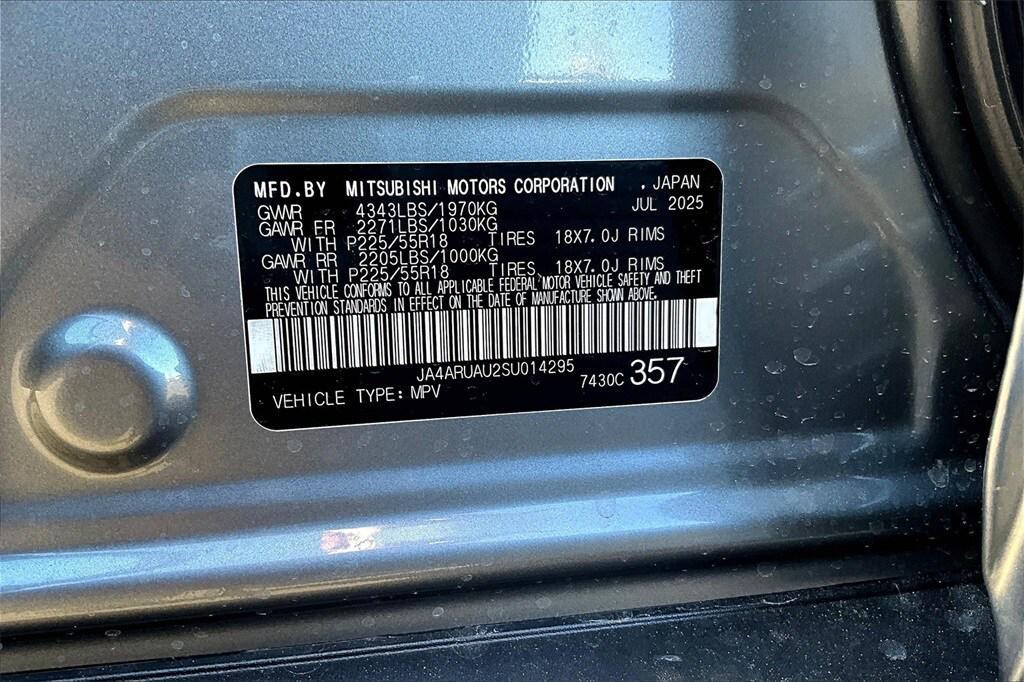 MFD.BY MITSUBISHI MOTORS CORPORATION . JAPAN
GWWR 4343LBS/1970KG JUL 2025
GAWR FR 2271LBS/1030KG
WITH P225/55R18 TIRES 18X7.0J RIMS
GAWR RR 2205LBS/1000KG
WITH P225/55R18 TIRES 18X7.0J RIMS
THIS VEHICLE CONFORMS TO ALL APPLICABLE FEDERAL MOTOR VEHICLE SAFETY AND THEFT
PREVENTION STANDARDS IN EFFECT ON THE DATE OF MANUFACTURE SHOWN ABOVE.
JA4ARUAU2SU014295
VEHICLE TYPE: MPV 7430C 357